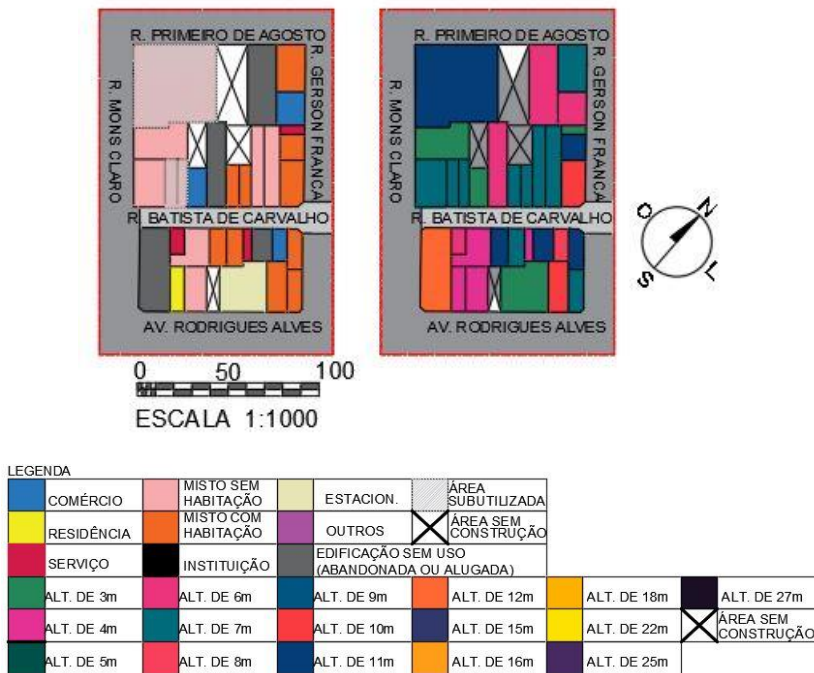 R. PRIMEIRO DE AGOSTO
R. MONS CLARO
R. GERSON FRANCA
R. BATISTA DE CARVALHO
AV. RODRIGUES ALVES
R. PRIMEIRO DE AGOSTO
R. MONS CLARO
R. GERSON FRANCA
R. BATISTA DE CARVALHO
AV. RODRIGUES ALVES
O N
S L
0 50 100
ESCALA 1:1000
LEGENDA
COMÉRCIO
MISTO SEM
HABITAÇÃO
ESTACION.
ÁREA
SUBUTILIZADA
RESIDÊNCIA
MISTO COM
HABITAÇÃO
OUTROS
ÁREA SEM
CONSTRUÇÃO
SERVIÇO
INSTITUIÇÃO
EDIFICAÇÃO SEM USO
(ABANDONADA OU ALUGADA)
ALT. DE 3m
ALT. DE 6m
ALT. DE 9m
ALT. DE 12m
ALT. DE 18m
ALT. DE 27m
ALT. DE 4m
ALT. DE 7m
ALT. DE 10m
ALT. DE 15m
ALT. DE 22m
ÁREA SEM
CONSTRUÇÃO
ALT. DE 5m
ALT. DE 8m
ALT. DE 11m
ALT. DE 16m
ALT. DE 25m